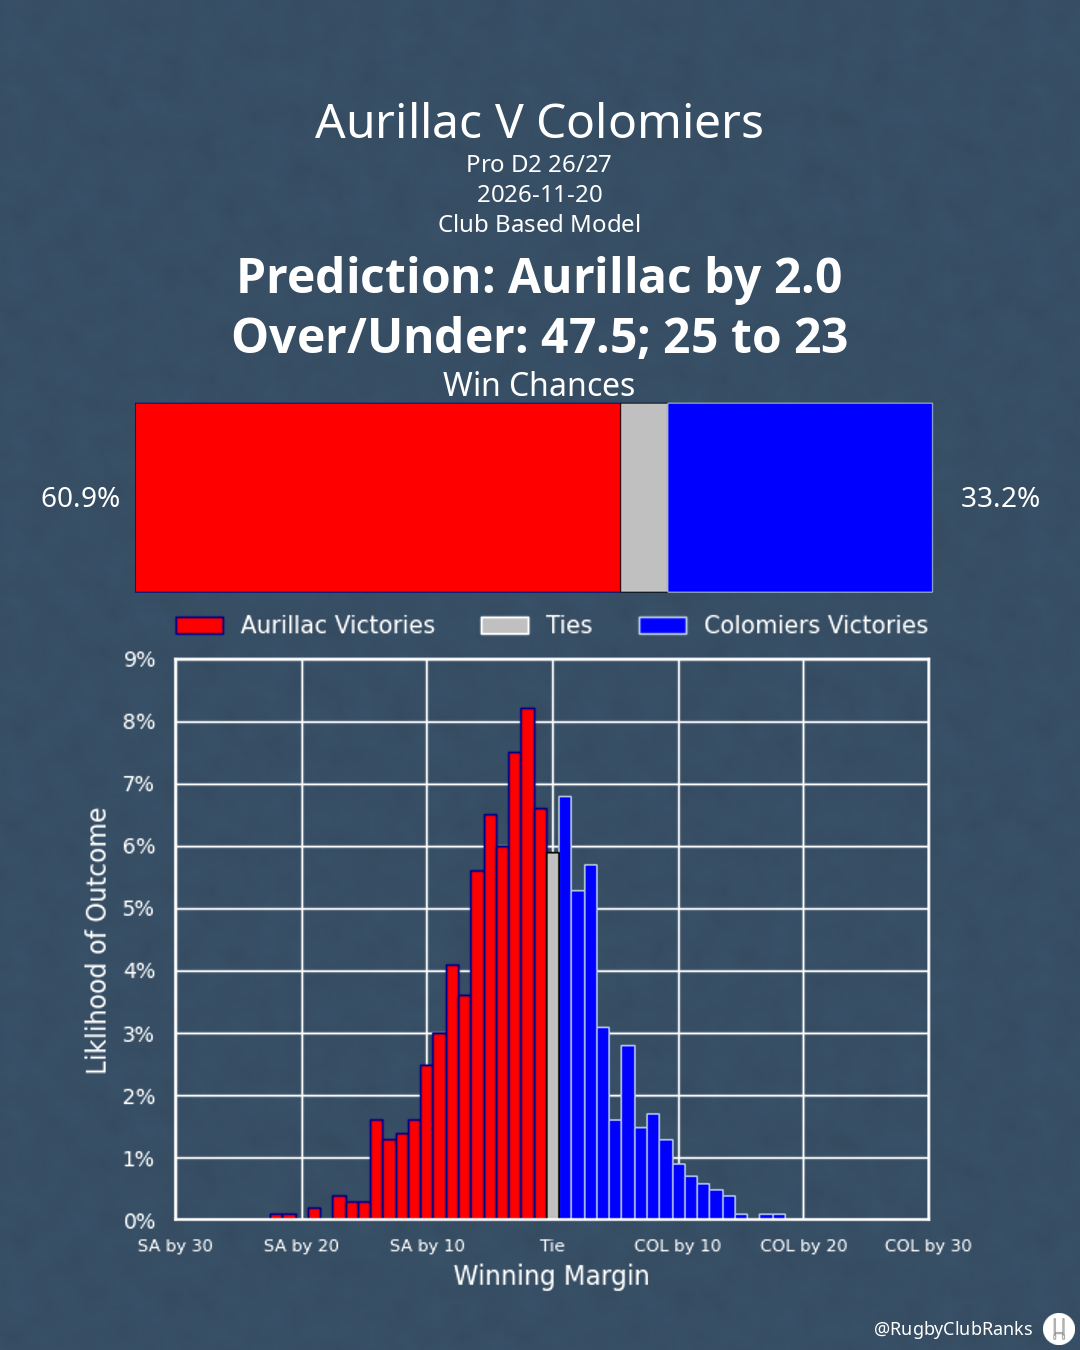 Aurillac V Colomiers
Pro D2 26/27
2026-11-20
Club Based Model
Prediction: Aurillac by 2.0
Over/Under: 47.5; 25 to 23
Win Chances
60.9%
33.2%
Aurillac Victories
Ties
Colomiers Victories
9%
8%
7%
6%
5%
4%
3%
2%
1%
0%
Liklihood of Outcome
SA by 30
SA by 20
SA by 10
Tie
COL by 10
COL by 20
COL by 30
Winning Margin
@RugbyClubRanks